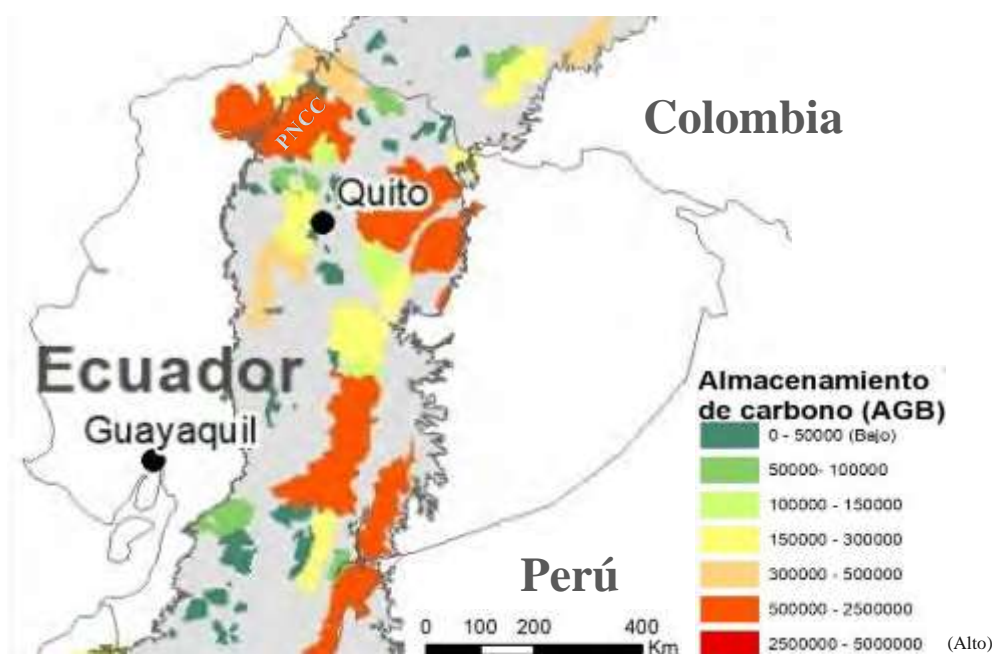 Colombia
PNCC
Quito
Ecuador
Guayaquil
Perú
0 100 200 400
Km
Almacenamiento
de carbono (AGB)
0 - 50000 (Bajo)
50000- 100000
100000 - 150000
150000 - 300000
300000 - 500000
500000 - 2500000
2500000 - 5000000 (Alto)